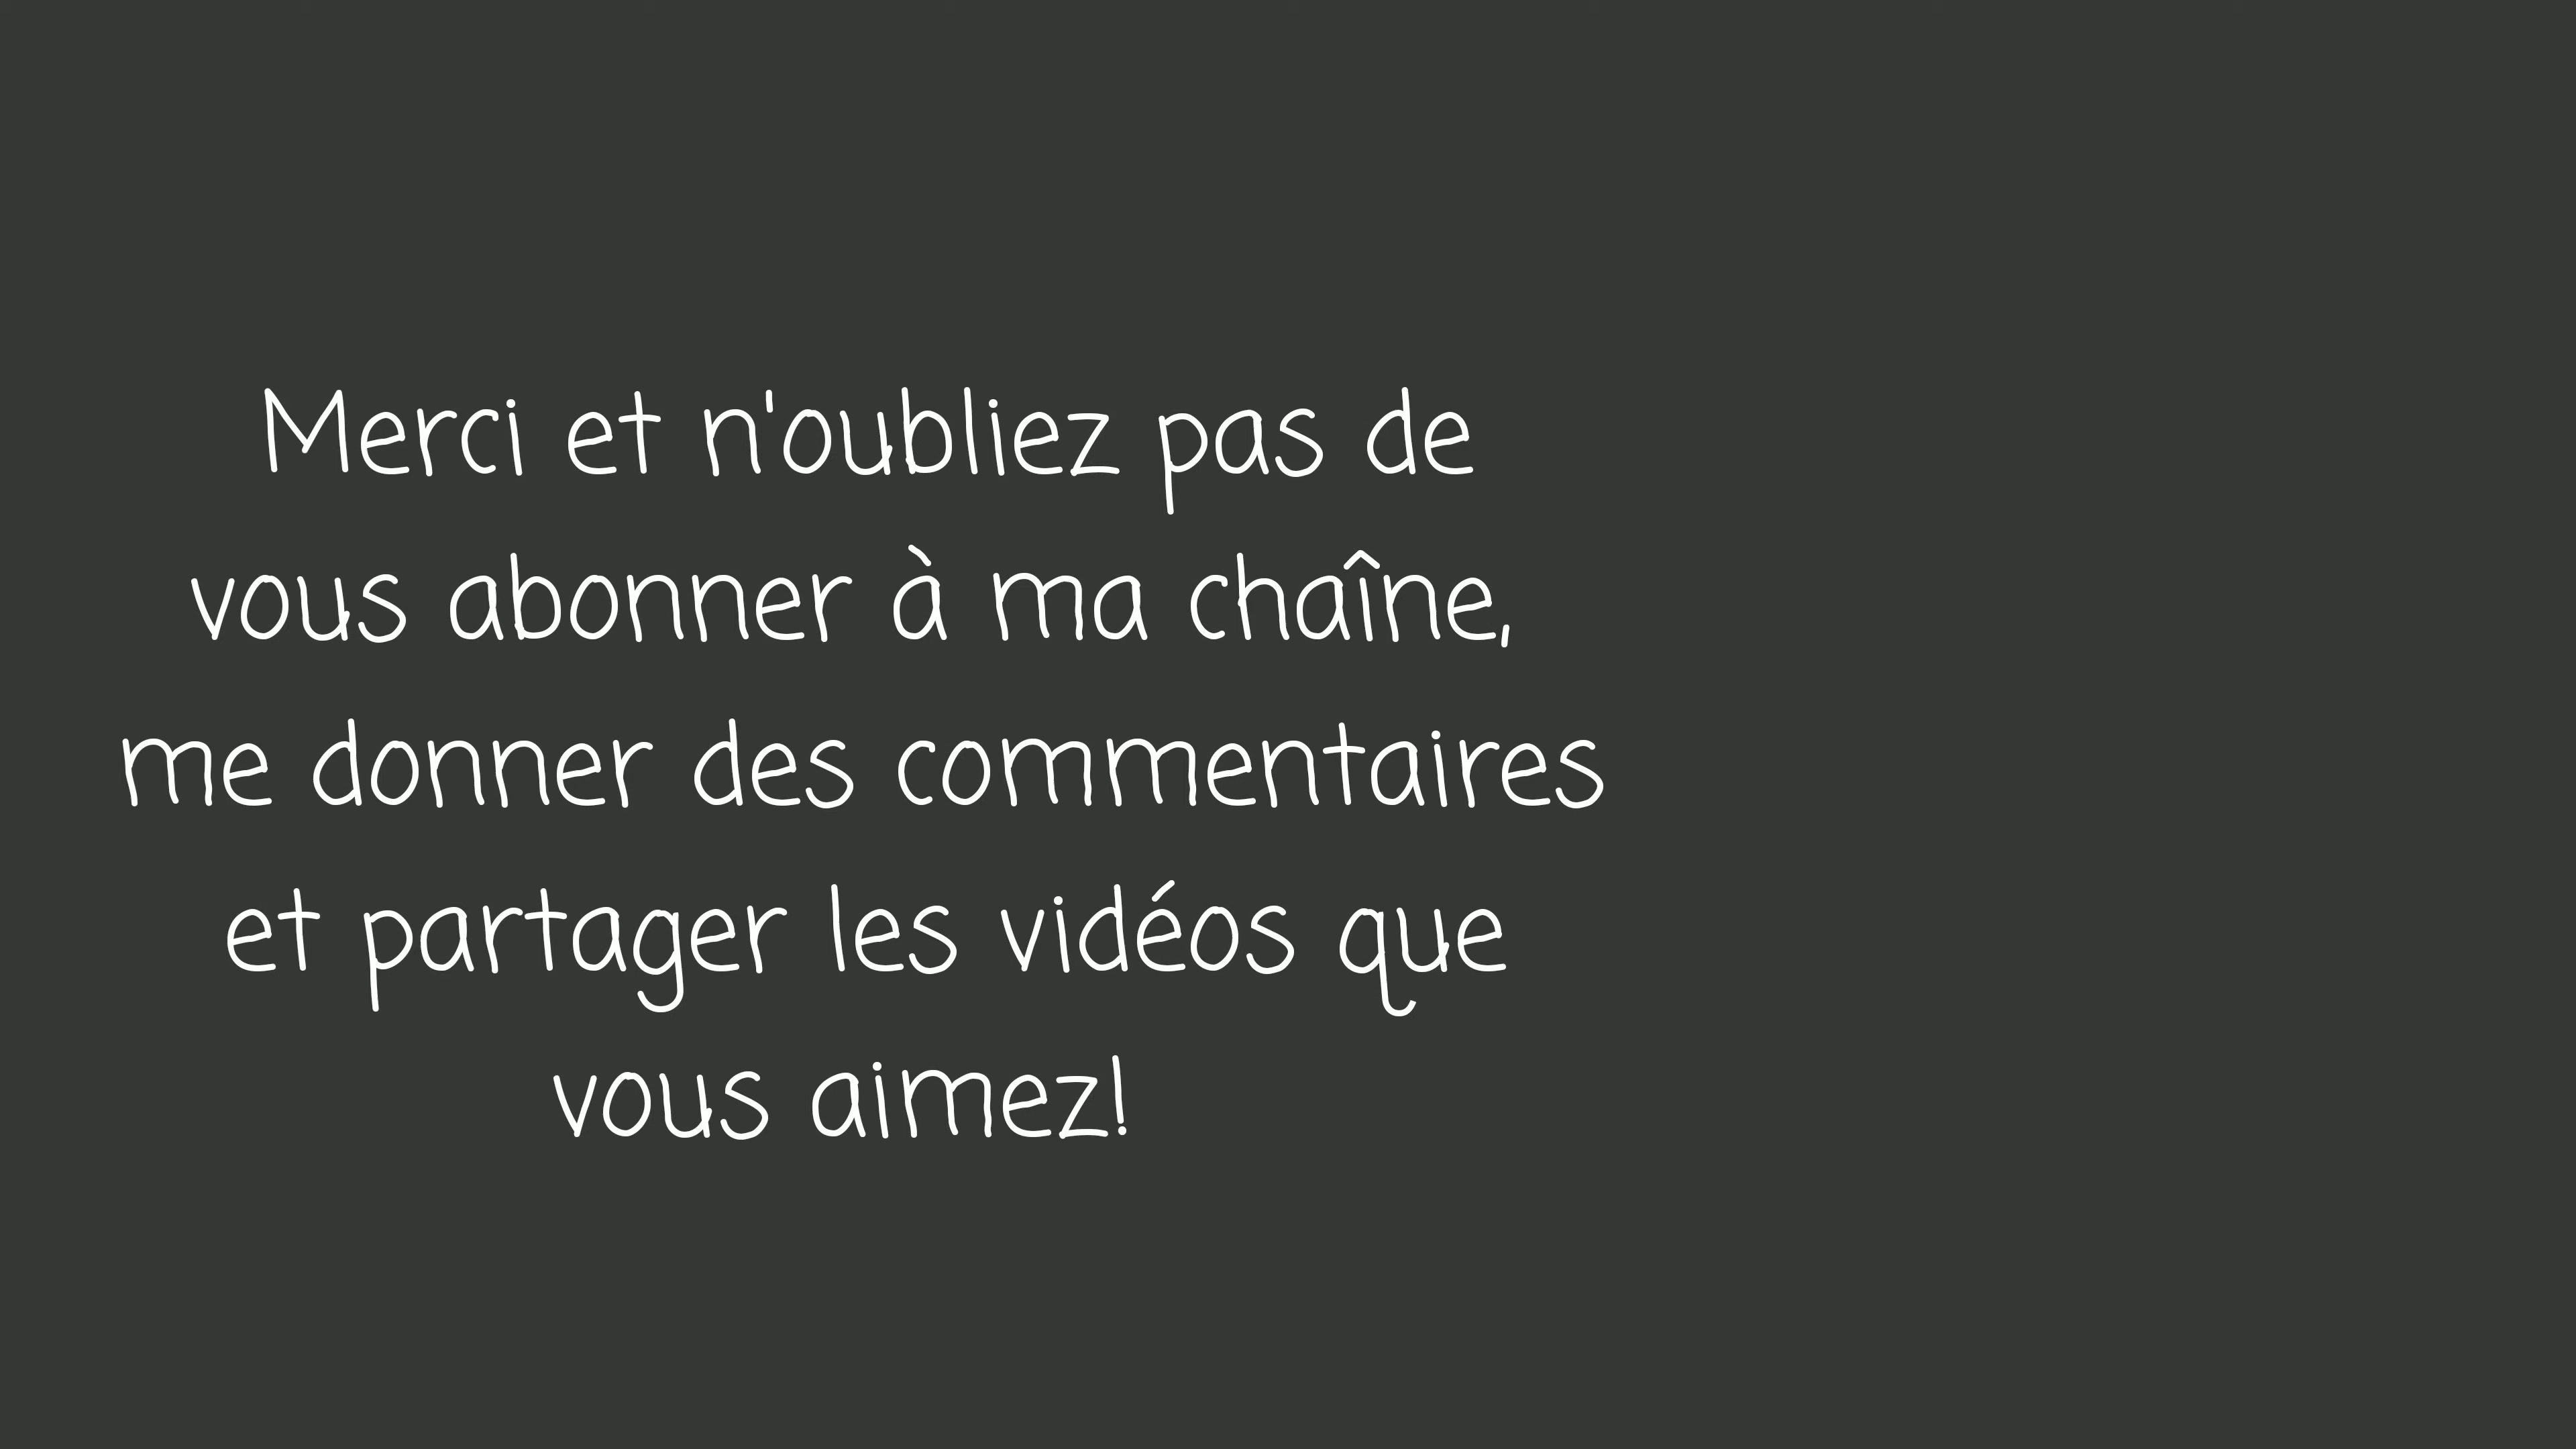 Merci et n'oubliez pas de
vous abonner à ma chaîne,
me donner des commentaires
et partager les vidéos que
vous aimez!